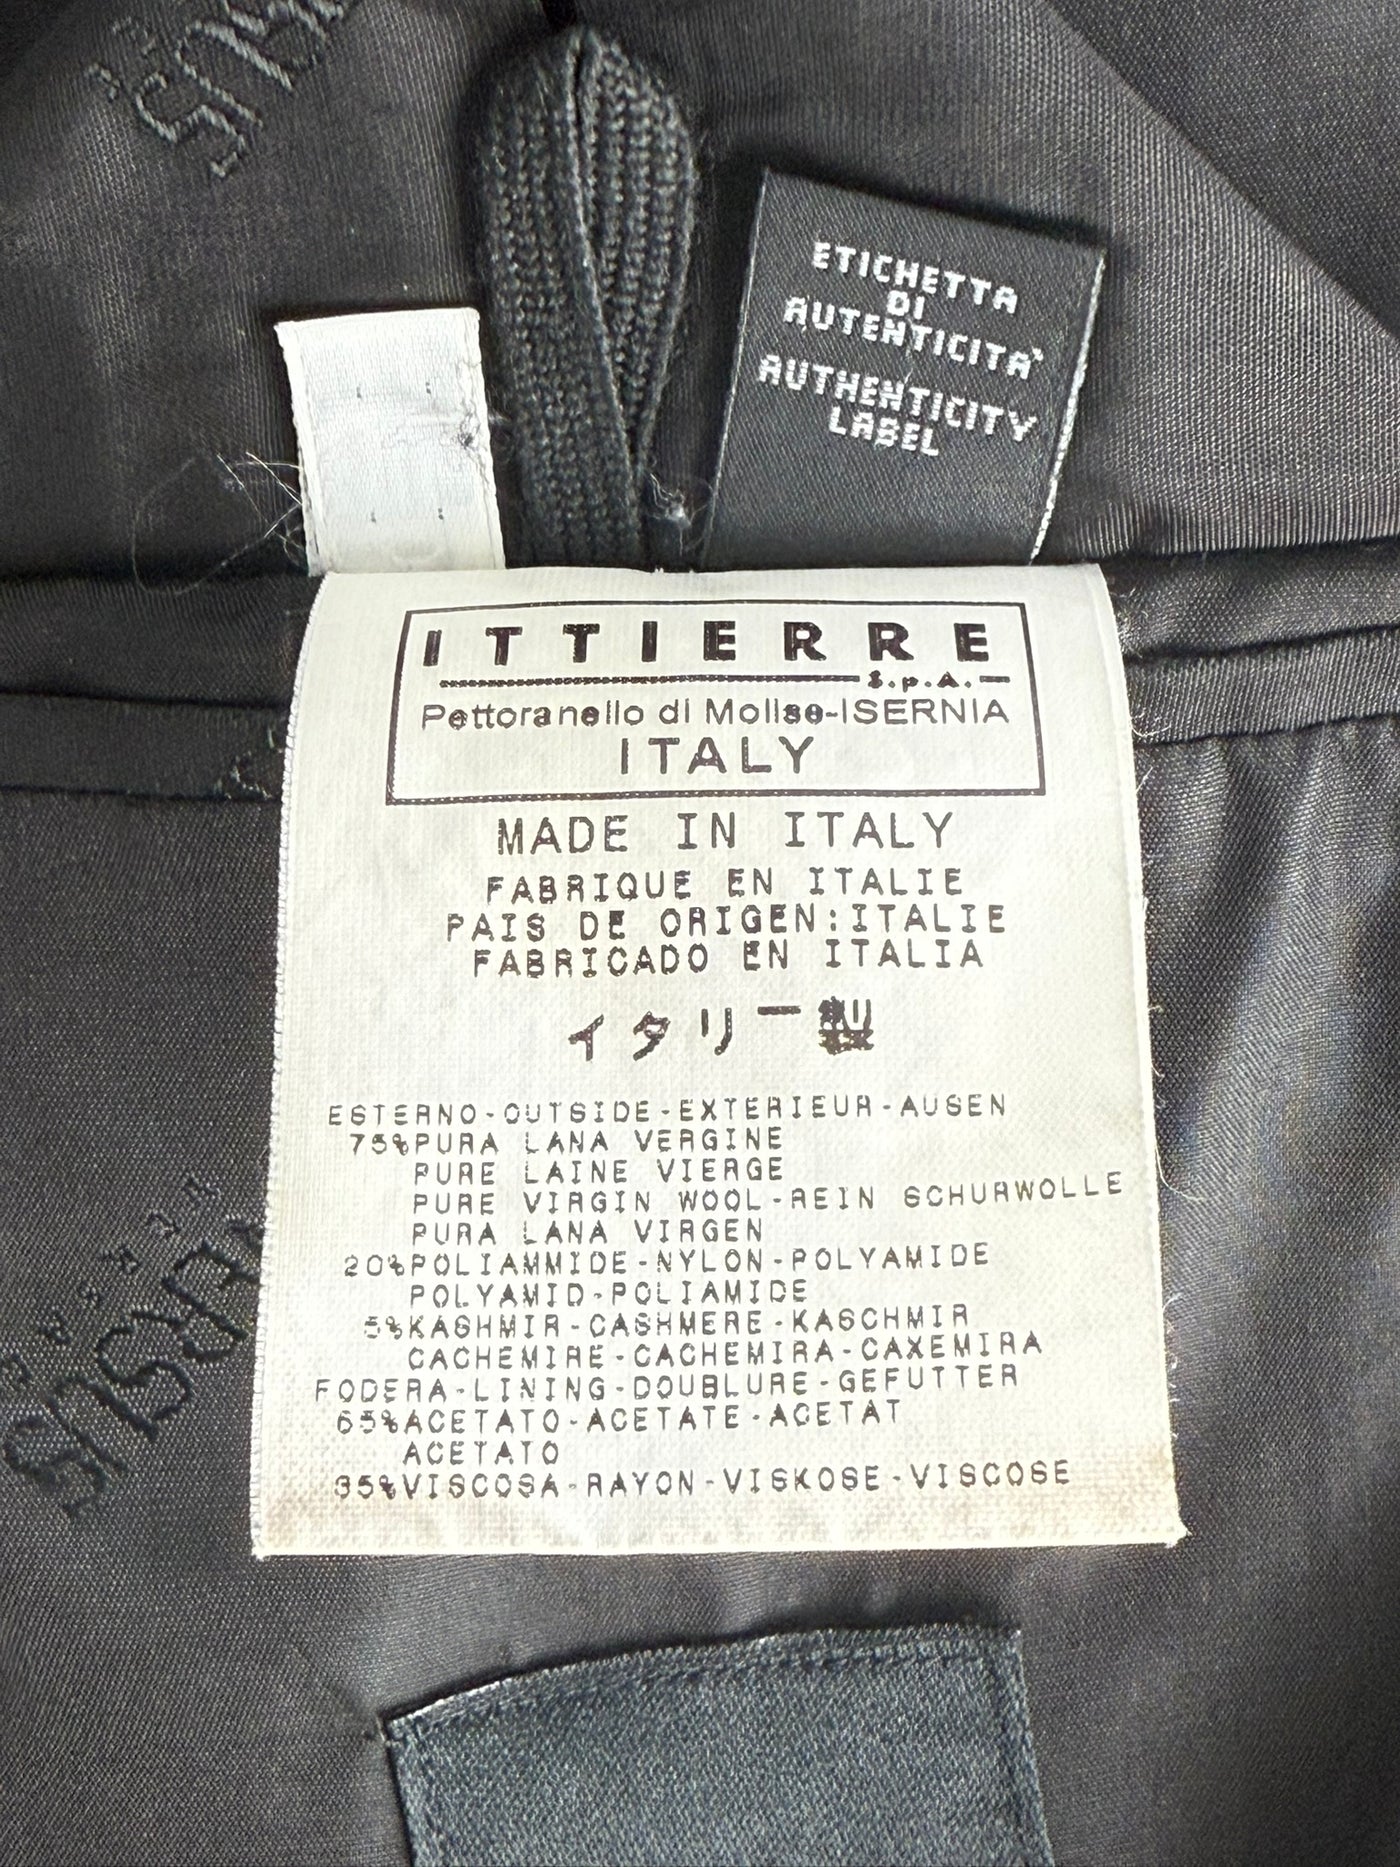 ETICHETTA
DI
AUTENTICITA'
AUTHENTICITY
LABEL
ITTIERRE
S.p.A.
Pettoranello di Molise-ISERNIA
ITALY
MADE IN ITALY
FABRIQUE EN ITALIE
PAIS DE ORIGEN:ITALIE
FABRICADO EN ITALIA
イタリー製
ESTERNO-OUTSIDE-EXTERIEUR-AUSEN
75%PURA LANA VERGINE
PURE LAINE VIERGE
PURE VIRGIN WOOL-REIN SCHURWOLLE
PURA LANA VIRGEN
20%POLIAMMIDE-NYLON-POLYAMIDE
POLYAMID-POLIAMIDE
5%KASHMIR-CASHMERE-KASCHMIR
CACHEMIRE-CACHEMIRA-CAXEMIRA
FODERA-LINING-DOUBLURE-GEFUTTER
65%ACETATO-ACETATE-ACETAT
ACETATO
35%VISCOSA-RAYON-VISKOSE-VISCOSE